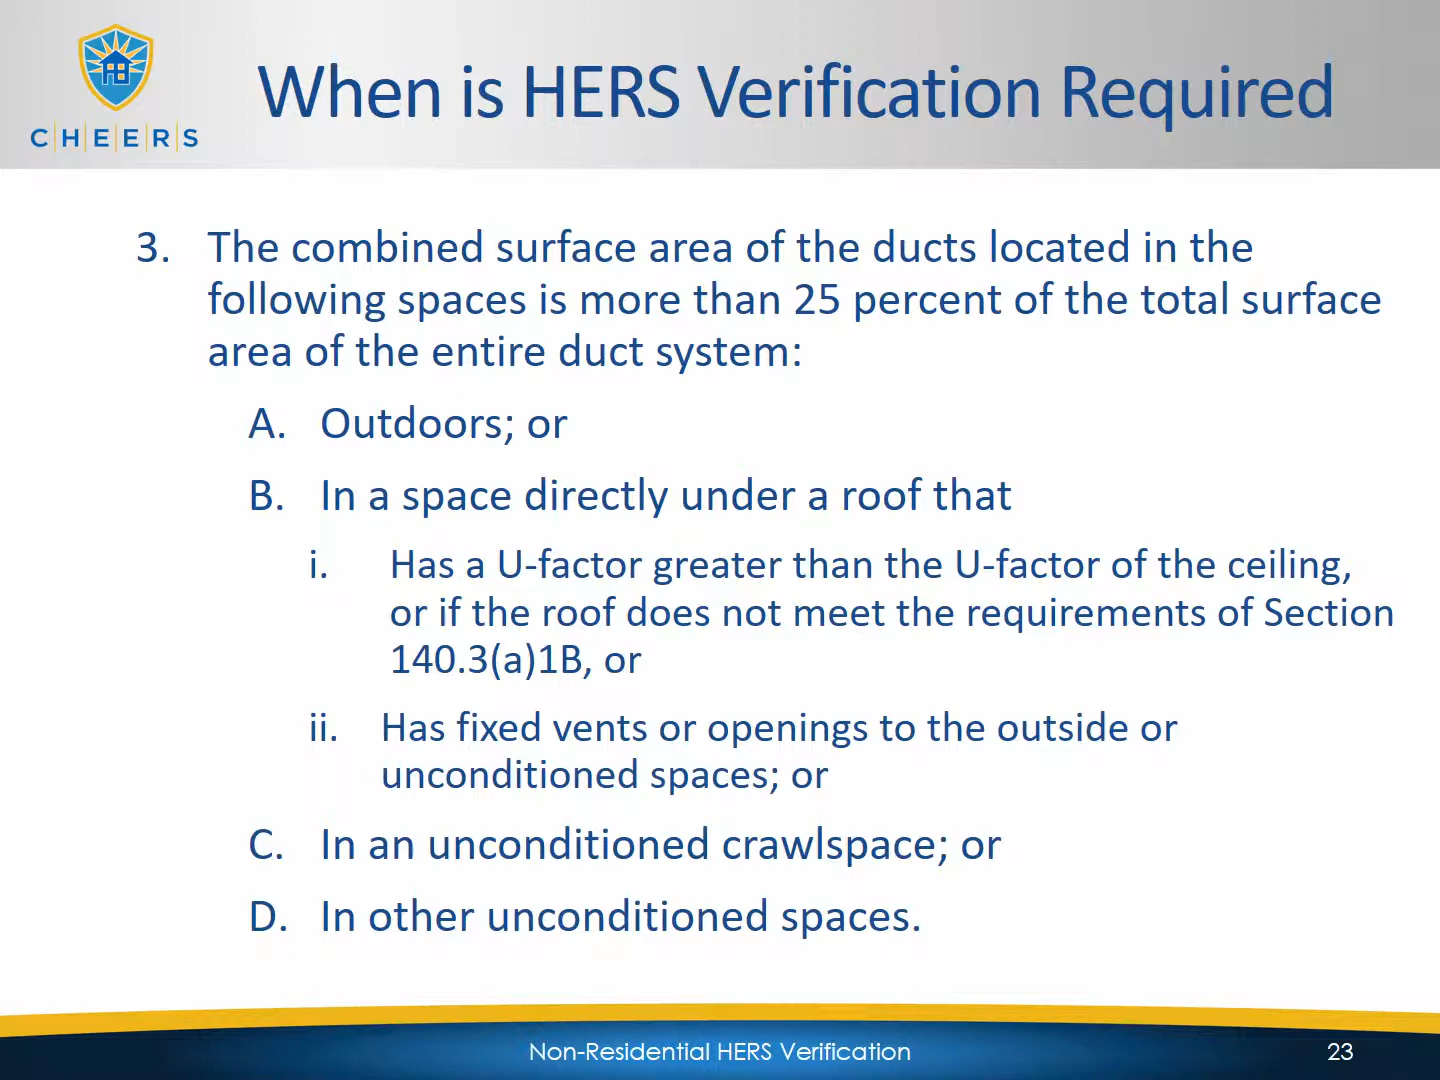 C|H|E|E|R|S
When is HERS Verification Required
3. The combined surface area of the ducts located in the
following spaces is more than 25 percent of the total surface
area of the entire duct system:
A. Outdoors; or
B. In a space directly under a roof that
i. Has a U-factor greater than the U-factor of the ceiling,
or if the roof does not meet the requirements of Section
140.3(a)1B, or
ii. Has fixed vents or openings to the outside or
unconditioned spaces; or
C. In an unconditioned crawlspace; or
D. In other unconditioned spaces.
Non-Residential HERS Verification
23